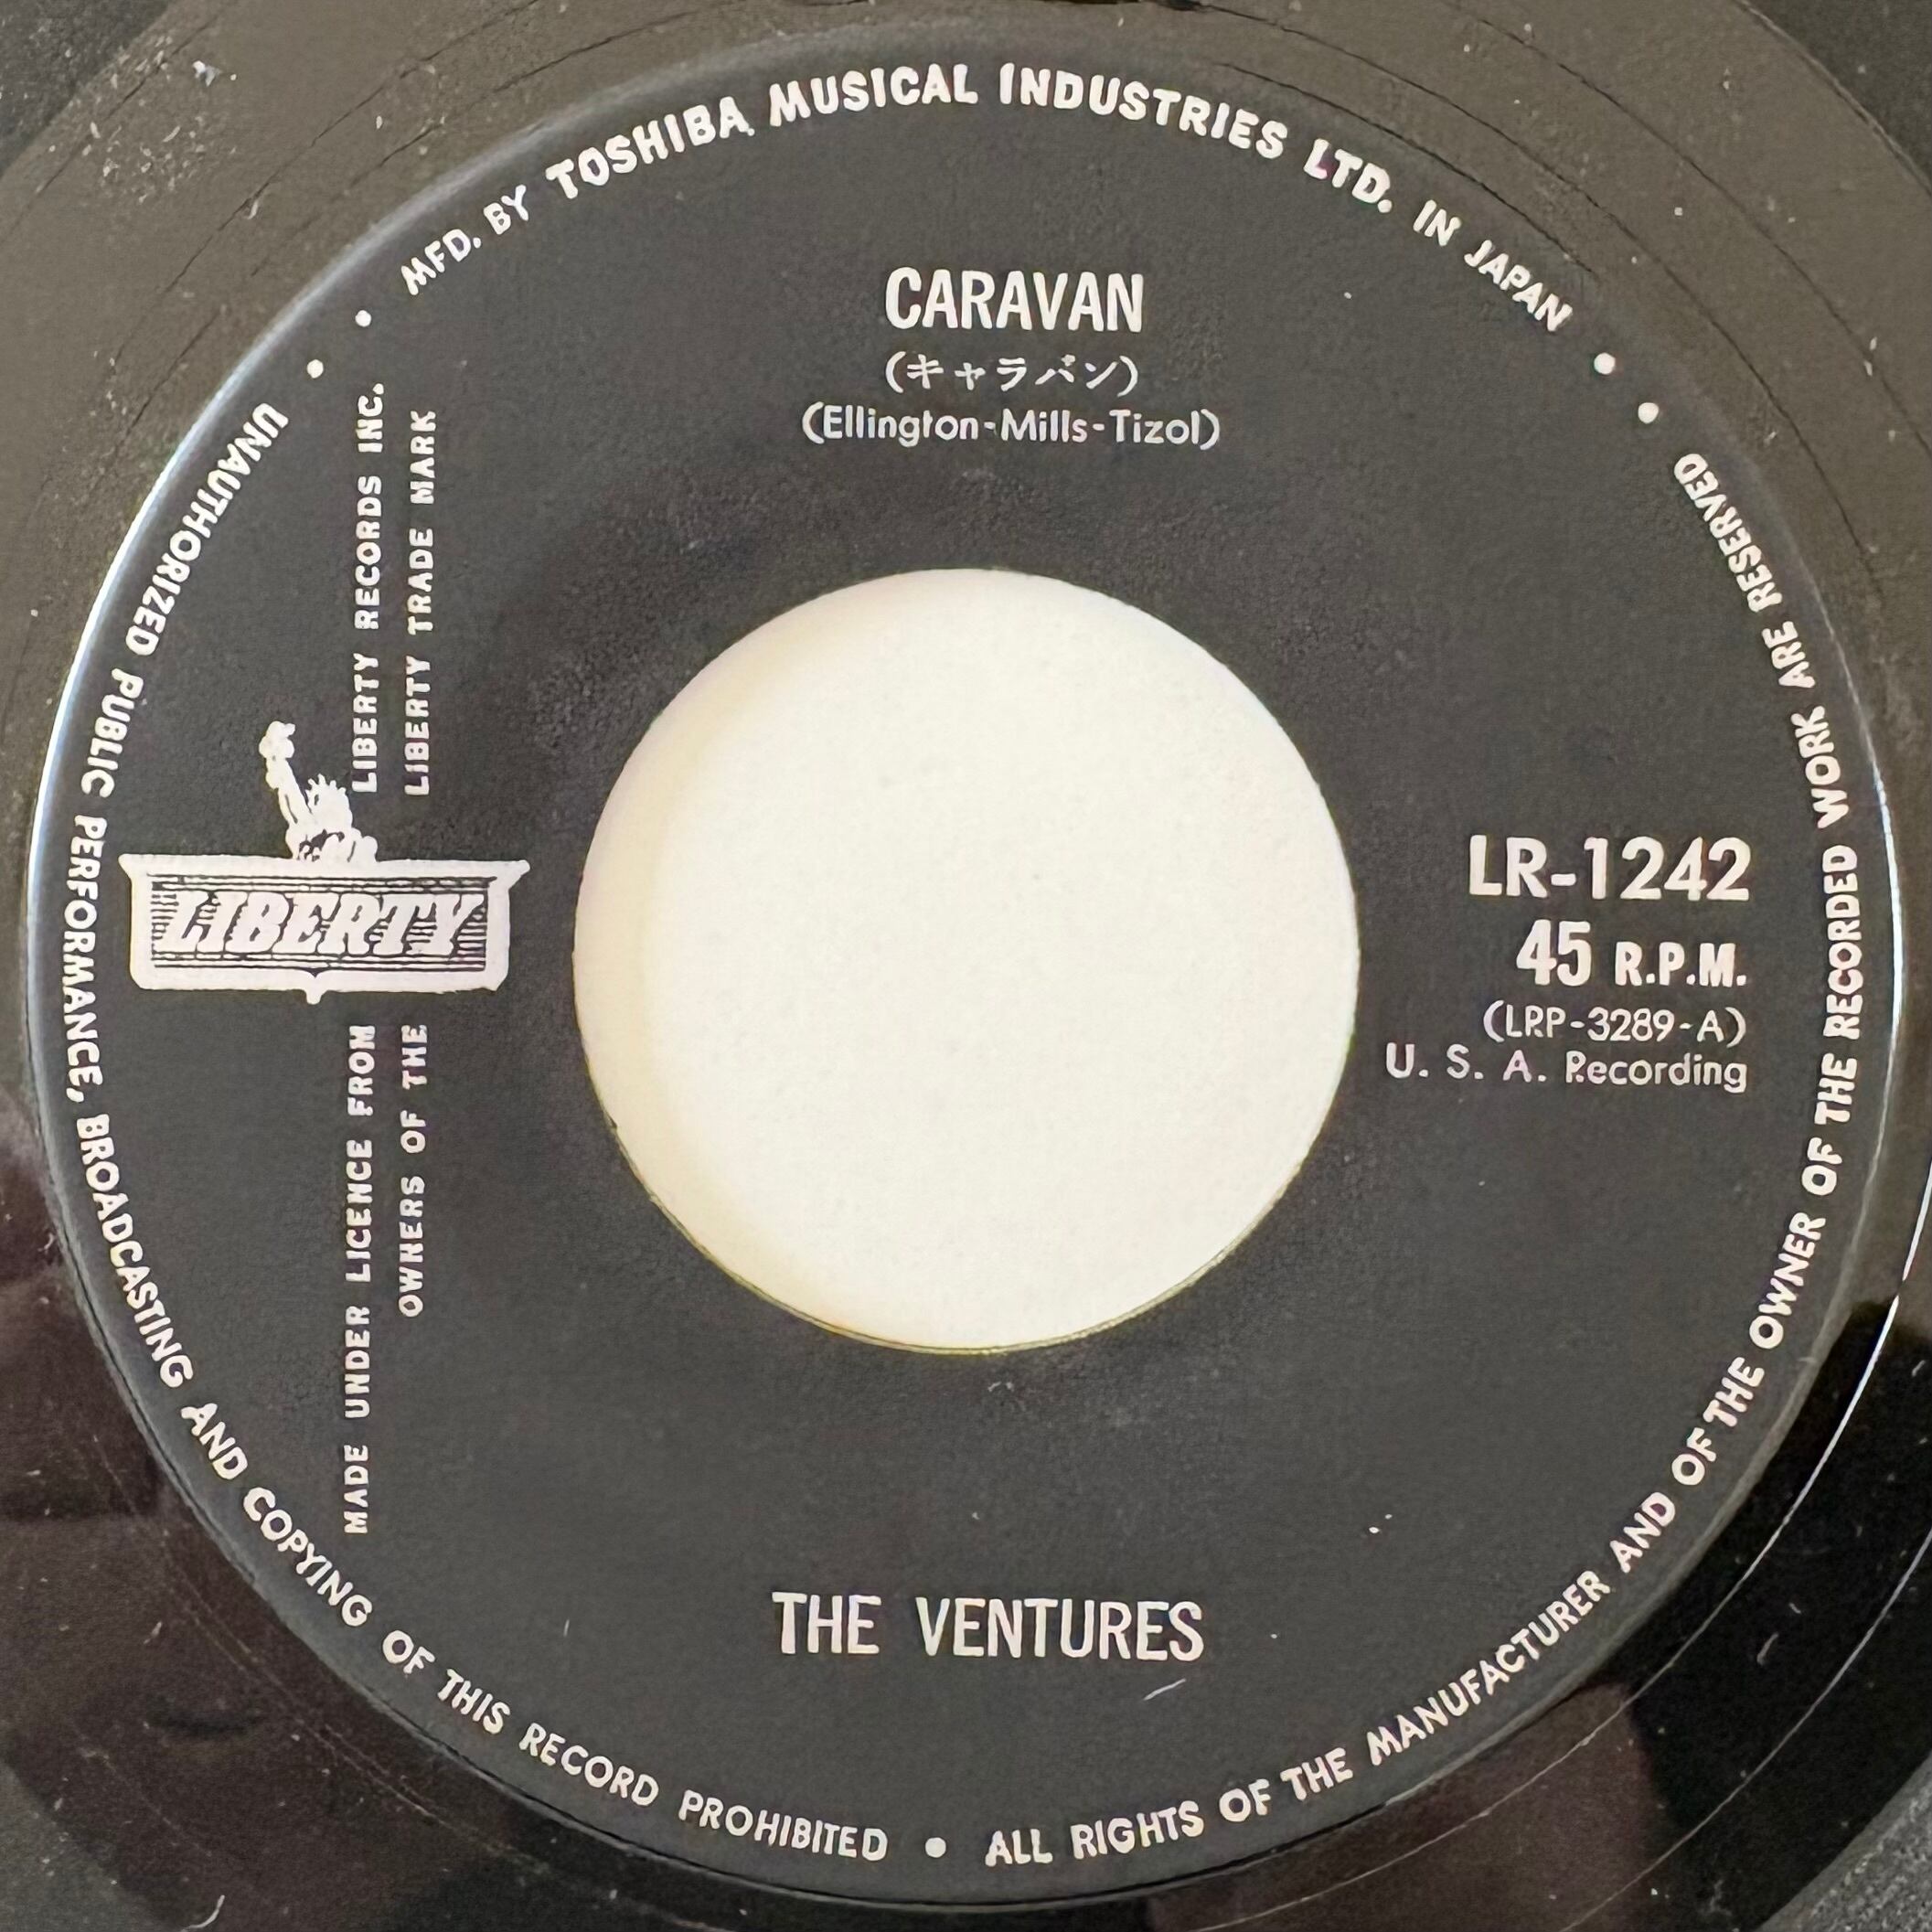 MFD. BY TOSHIBA MUSICAL INDUSTRIES LTD. IN JAPAN
CARAVAN
(キャラバン)
(Ellington-Mills-Tizol)
LIBERTY RECORDS INC.
LIBERTY TRADE MARK
LIBERTY
MADE UNDER LICENCE FROM
OWNERS OF THE
LR-1242
45 R.P.M.
(LRP-3289-A)
U. S. A. Recording
THE VENTURES
UNAUTHORIZED PUBLIC PERFORMANCE, BROADCASTING AND COPYING OF THIS RECORD PROHIBITED • ALL RIGHTS OF THE MANUFACTURER AND OF THE OWNER OF THE RECORDED WORK ARE RESERVED